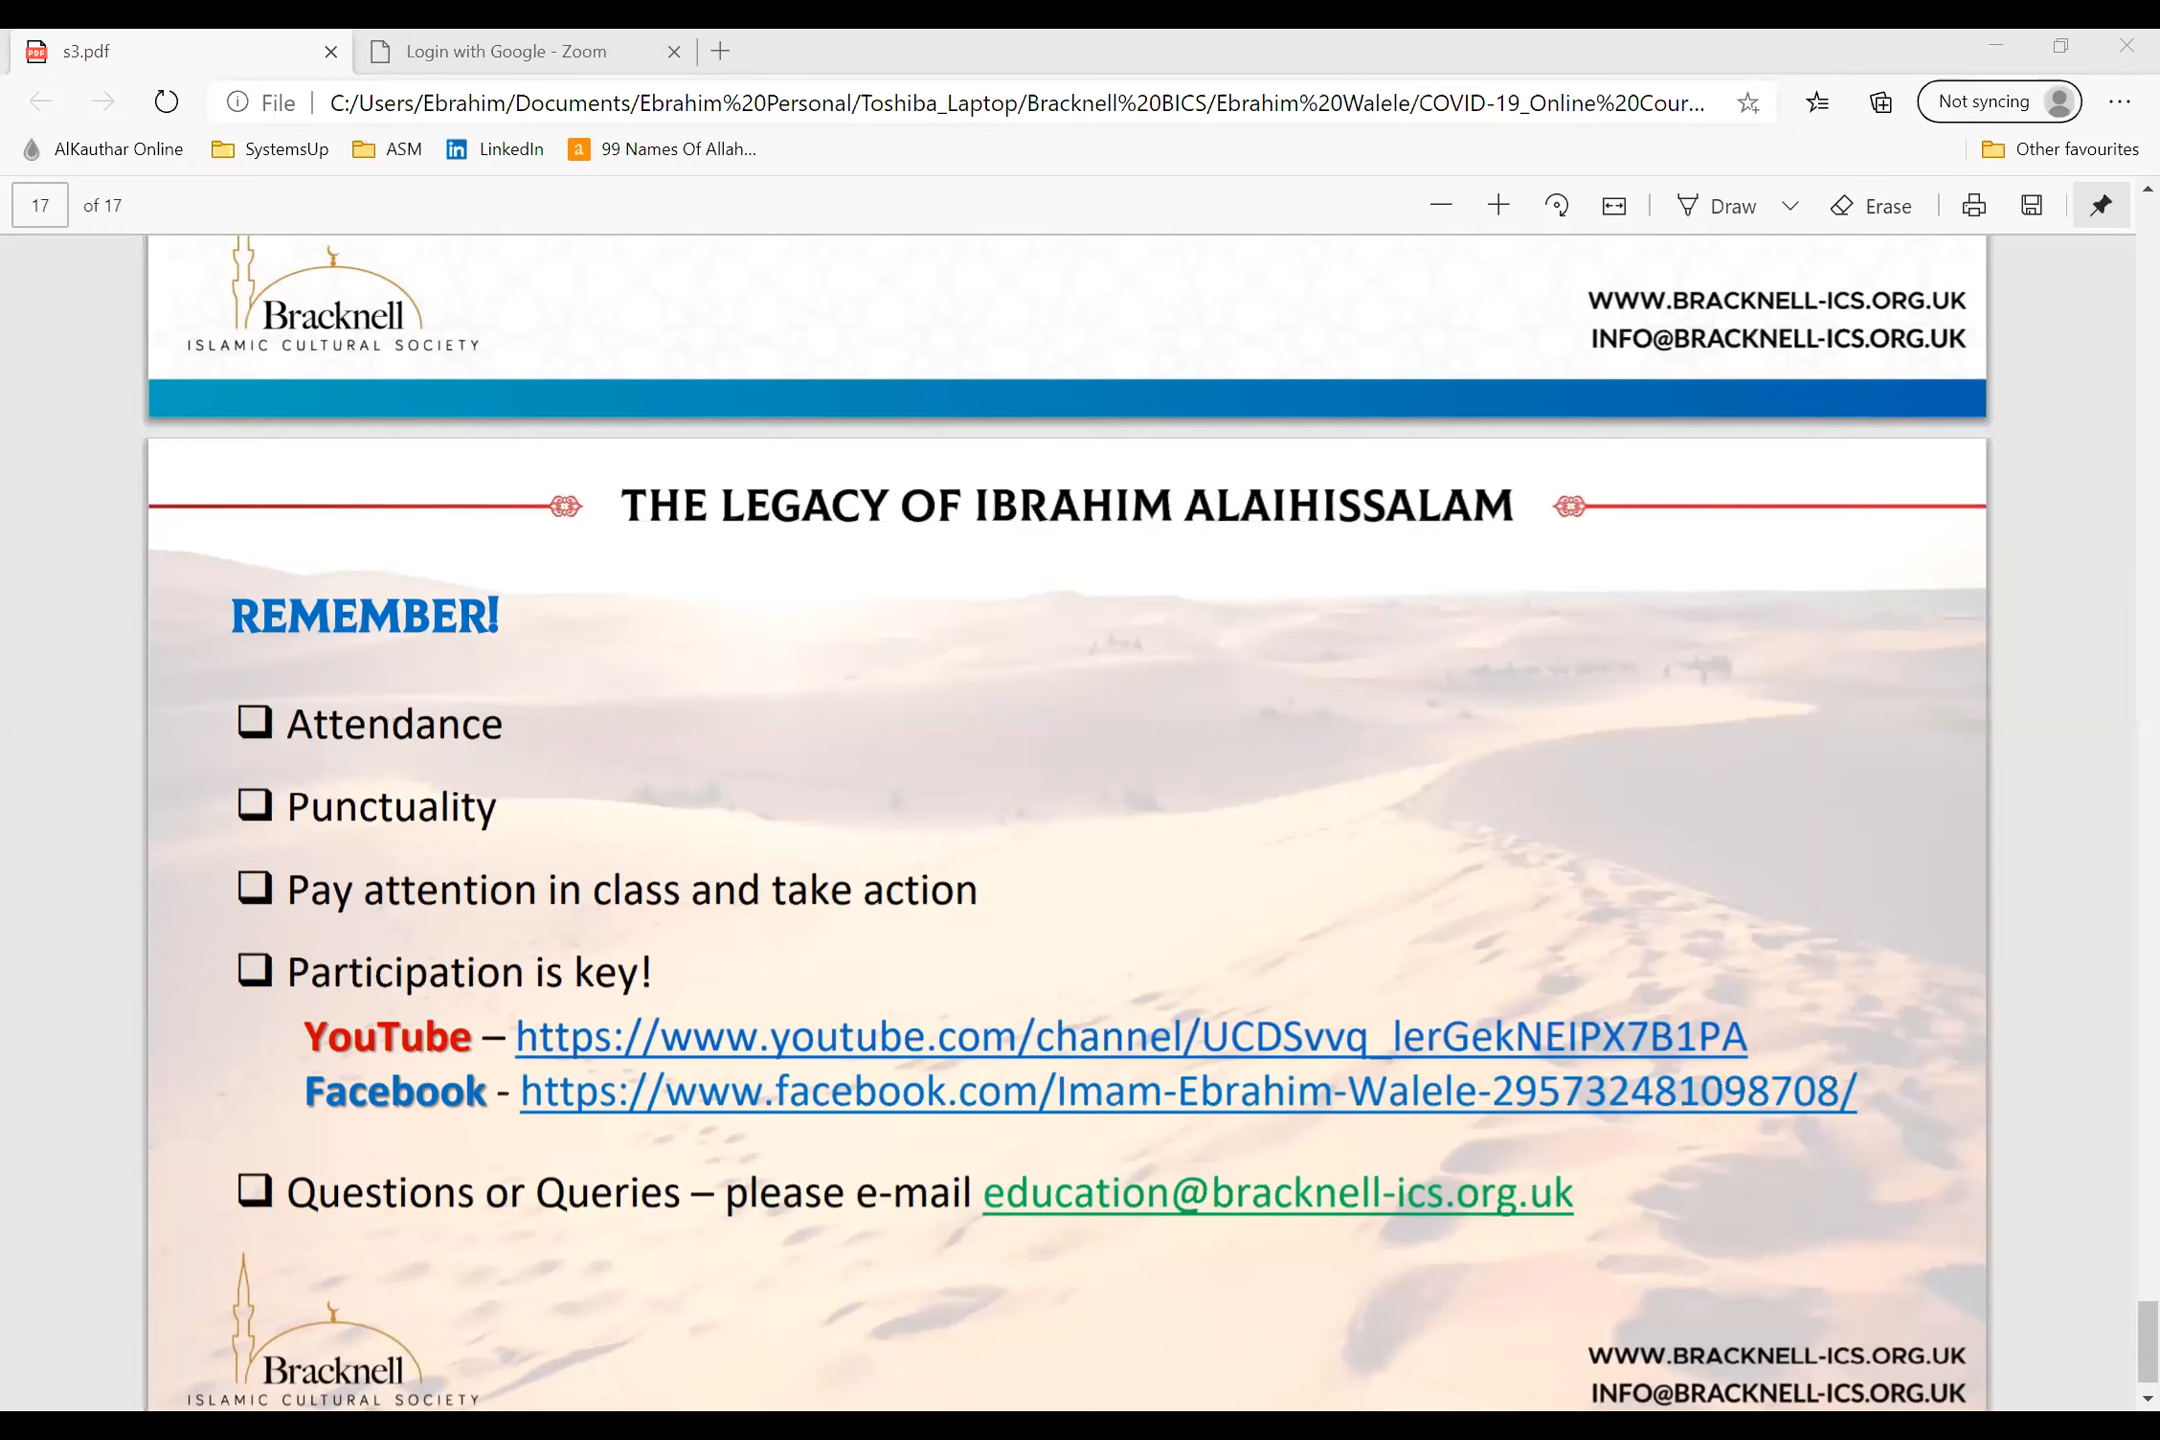 s3.pdf
Login with Google - Zoom
File
C:/Users/Ebrahim/Documents/Ebrahim%20Personal/Toshiba_Laptop/Bracknell%20BICS/Ebrahim%20Walele/COVID-19_Online%20Cour...
Not syncing
AlKauthar Online
SystemsUp
ASM
LinkedIn
99 Names Of Allah...
Other favourites
17 of 17
Draw
Erase
Bracknell
ISLAMIC CULTURAL SOCIETY
WWW.BRACKNELL-ICS.ORG.UK
INFO@BRACKNELL-ICS.ORG.UK
THE LEGACY OF IBRAHIM ALAIHISSALAM
REMEMBER!
Attendance
Punctuality
Pay attention in class and take action
Participation is key!
YouTube – https://www.youtube.com/channel/UCDSvvq_lerGekNEIPX7B1PA
Facebook - https://www.facebook.com/Imam-Ebrahim-Walele-295732481098708/
Questions or Queries – please e-mail education@bracknell-ics.org.uk
Bracknell
ISLAMIC CULTURAL SOCIETY
WWW.BRACKNELL-ICS.ORG.UK
INFO@BRACKNELL-ICS.ORG.UK